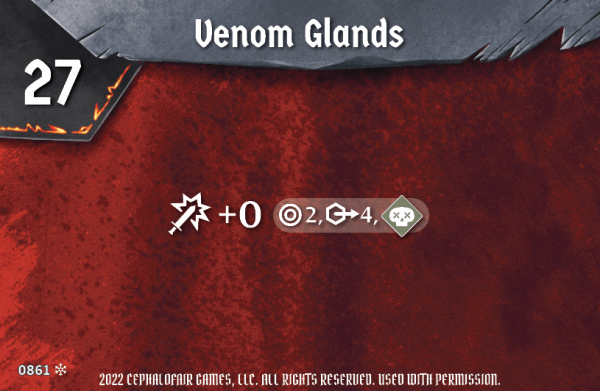 Venom Glands
27
+0 2, 4,
0861
2022 CEPHALOFAIR GAMES, LLC. ALL RIGHTS RESERVED. USED WITH PERMISSION.